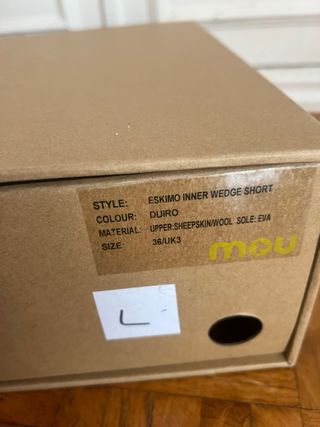 STYLE: ESKIMO INNER WEDGE SHORT
COLOUR: DUIRO
MATERIAL: UPPER:SHEEPSKIN/WOOL SOLE: EVA
SIZE: 36/UK3
mou
L